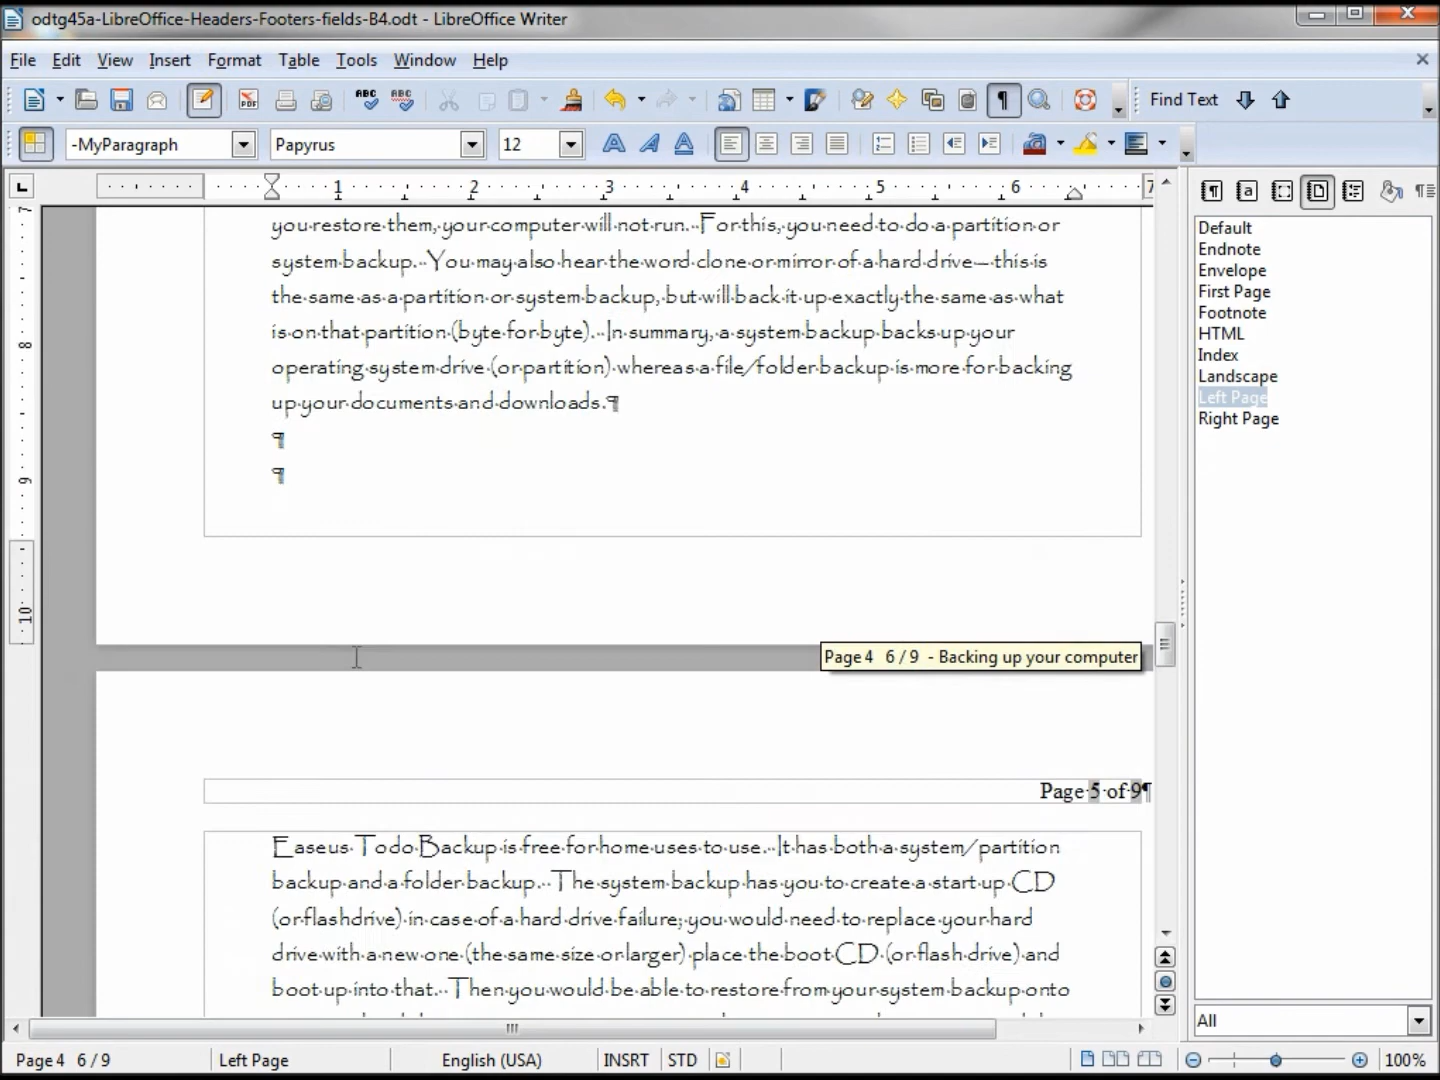 odtg45a-LibreOffice-Headers-Footers-fields-B4.odt - LibreOffice Writer
File Edit View Insert Format Table Tools Window Help
Find Text
-MyParagraph Papyrus 12
1 2 3 4 5 6 7
Default
Endnote
Envelope
First Page
Footnote
HTML
Index
Landscape
Left Page
Right Page
7
8
9
10
you·restore·them,·your·computer·will·not·run.··For·this,·you·need·to·do·a·partition·or
system·backup.··You·may·also·hear·the·word·clone·or·mirror·of·a·hard·drive—·this·is
the·same·as·a·partition·or·system·backup,·but·will·back·it·up·exactly·the·same·as·what
is·on·that·partition·(byte·for·byte).··In·summary,·a·system·backup·backs·up·your
operating·system·drive·(or·partition)·whereas·a·file/folder·backup·is·more·for·backing
up·your·documents·and·downloads.¶
¶
¶
Page 4 6 / 9 - Backing up your computer
Page·5·of·9¶
Easeus·Todo·Backup·is·free·for·home·uses·to·use.··It·has·both·a·system/partition
backup·and·a·folder·backup.··The·system·backup·has·you·to·create·a·start·up·CD
(or·flashdrive)·in·case·of·a·hard·drive·failure;·you·would·need·to·replace·your·hard
drive·with·a·new·one·(the·same·size·or·larger)·place·the·boot·CD·(or·flash·drive)·and
boot·up·into·that.··Then·you·would·be·able·to·restore·from·your·system·backup·onto
All
Page 4 6 / 9 Left Page English (USA) INSRT STD 100%